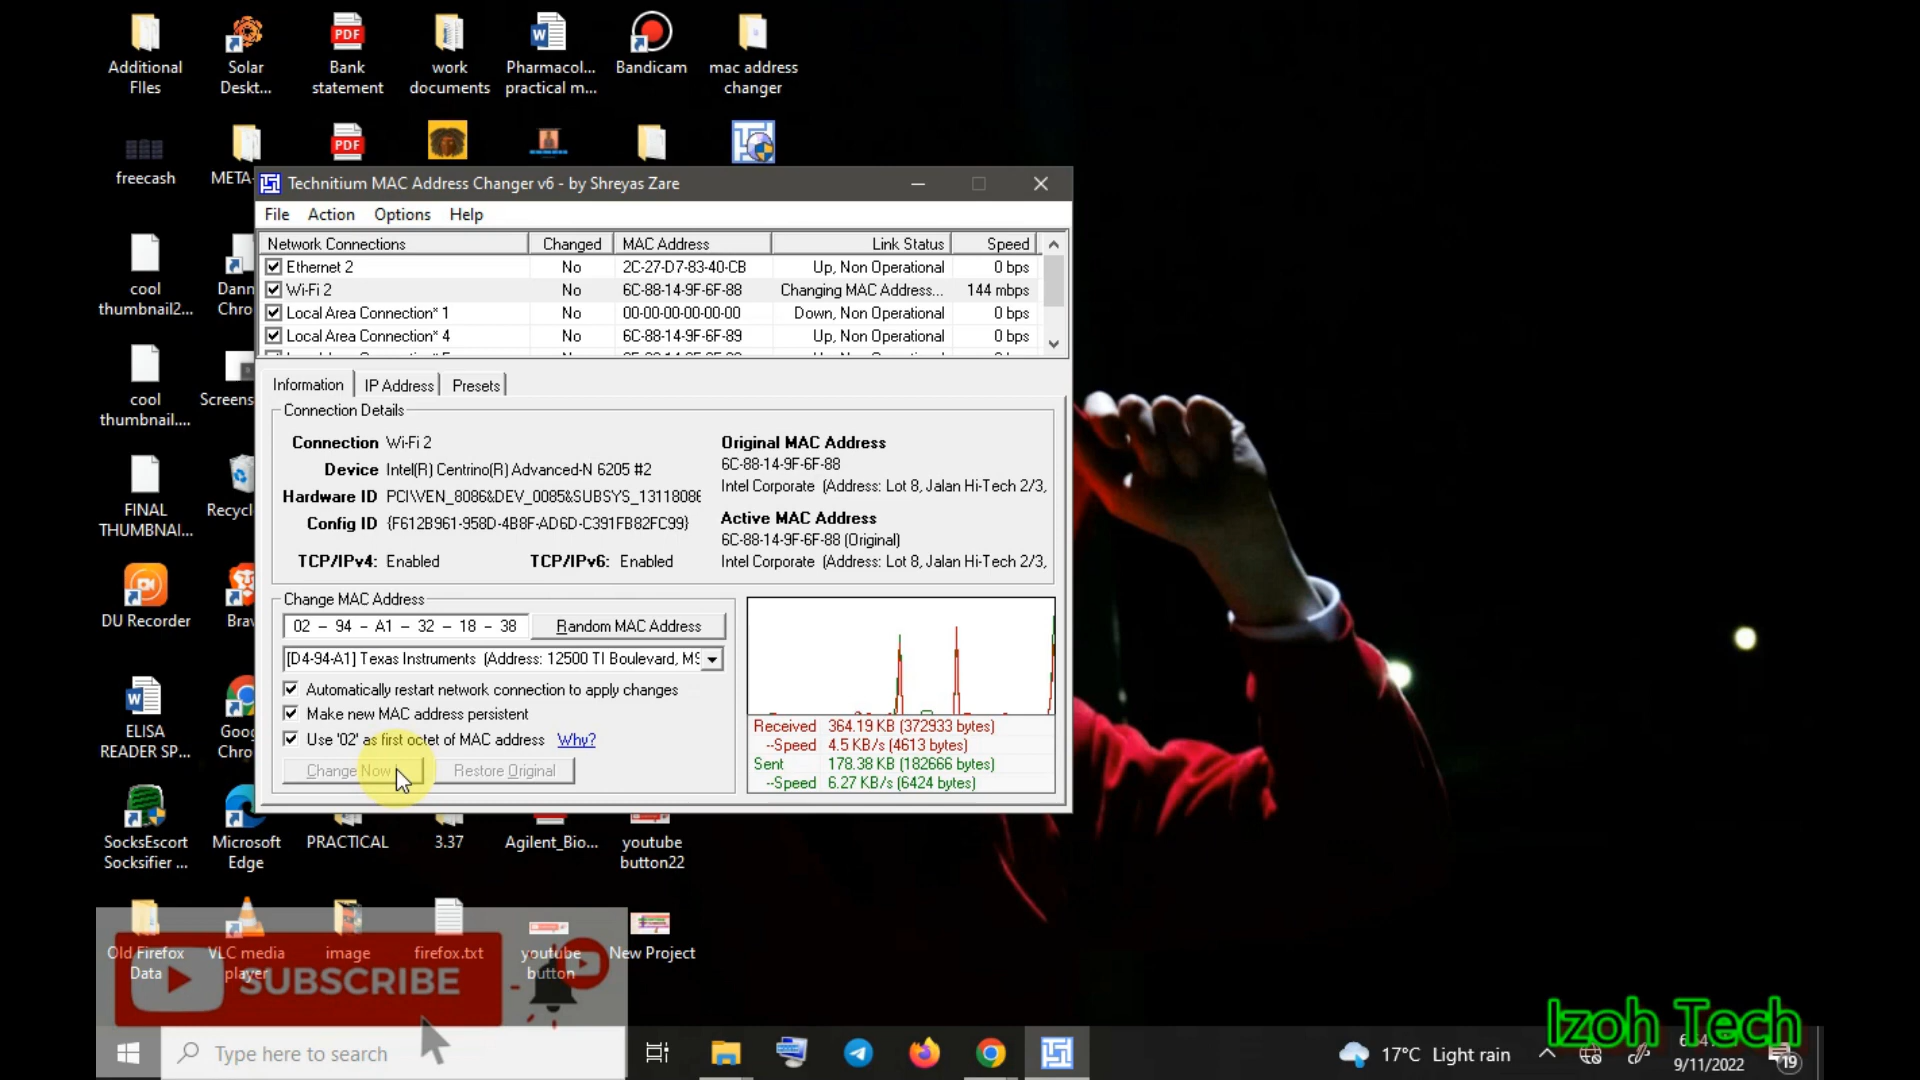 Additional
FIles
Solar
Deskt...
PDF
Bank
statement
work
documents
Pharmacol...
practical m...
Bandicam
mac address
changer
freecash
META-
PDF
Technitium MAC Address Changer v6 - by Shreyas Zare
File Action Options Help
Network Connections Changed MAC Address Link Status Speed
Ethernet 2 No 2C-27-D7-83-40-CB Up, Non Operational 0 bps
Wi-Fi 2 No 6C-88-14-9F-6F-88 Changing MAC Address... 144 mbps
Local Area Connection* 1 No 00-00-00-00-00-00 Down, Non Operational 0 bps
Local Area Connection* 4 No 6C-88-14-9F-6F-89 Up, Non Operational 0 bps
Information IP Address Presets
Connection Details
Connection Wi-Fi 2
Device Intel(R) Centrino(R) Advanced-N 6205 #2
Hardware ID PCI\VEN_8086&DEV_0085&SUBSYS_13118086
Config ID {F612B961-958D-4B8F-AD6D-C391FB82FC99}
TCP/IPv4: Enabled TCP/IPv6: Enabled
Original MAC Address
6C-88-14-9F-6F-88
Intel Corporate (Address: Lot 8, Jalan Hi-Tech 2/3,
Active MAC Address
6C-88-14-9F-6F-88 (Original)
Intel Corporate (Address: Lot 8, Jalan Hi-Tech 2/3,
Change MAC Address
02 - 94 - A1 - 32 - 18 - 38 Random MAC Address
[D4-94-A1] Texas Instruments (Address: 12500 TI Boulevard, MS
Automatically restart network connection to apply changes
Make new MAC address persistent
Use '02' as first octet of MAC address Why?
Change Now! Restore Original
Received 364.19 KB (372933 bytes)
--Speed 4.5 KB/s (4613 bytes)
Sent 178.38 KB (182666 bytes)
--Speed 6.27 KB/s (6424 bytes)
cool
thumbnail2...
Dann
Chro
cool
thumbnail....
Screens
FINAL
THUMBNAI...
Recycl
DU Recorder
Brav
ELISA
READER SP...
Goog
Chro
SocksEscort
Socksifier ...
Microsoft
Edge
PRACTICAL
3.37
Agilent_Bio...
youtube
button22
Old Firefox
Data
VLC media
player
image
firefox.txt
youtube
button
New Project
SUBSCRIBE
Type here to search
17°C Light rain
9/11/2022
19
Izoh Tech